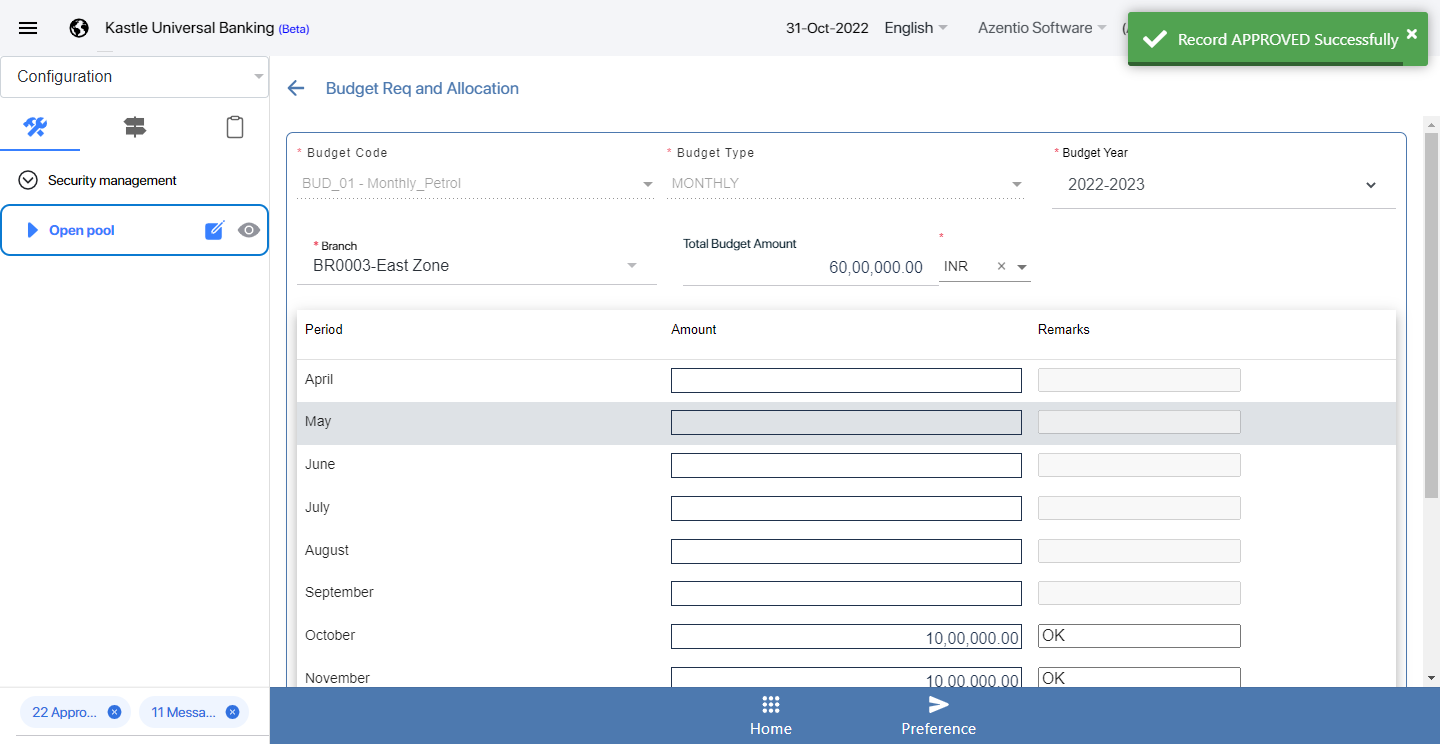 Kastle Universal Banking (Beta)
31-Oct-2022 English Azentio Software
Record APPROVED Successfully
Configuration
Budget Req and Allocation
Security management
Open pool
* Budget Code
BUD_01 - Monthly_Petrol
* Budget Type
MONTHLY
* Budget Year
2022-2023
* Branch
BR0003-East Zone
Total Budget Amount
60,00,000.00
*
INR ×
Period Amount Remarks
April
May
June
July
August
September
October 10,00,000.00 OK
November 10,00,000.00 OK
22 Appro...
11 Messa...
Home
Preference